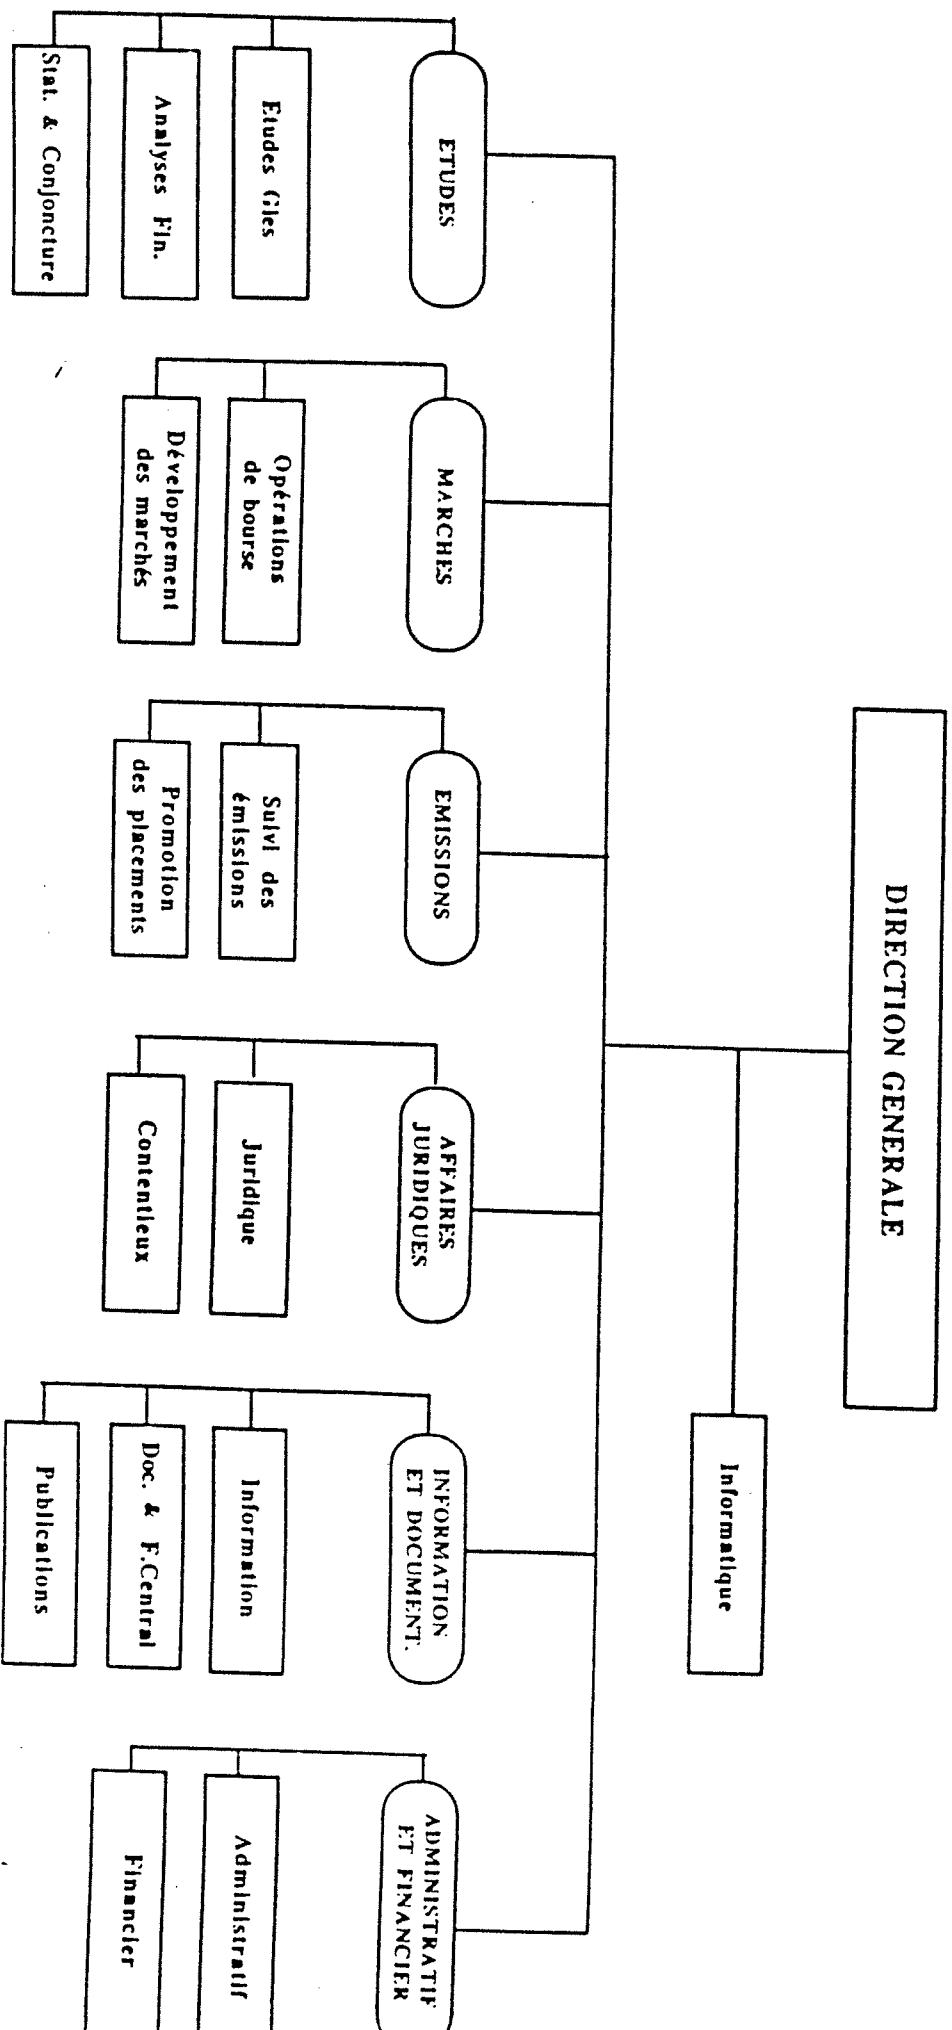 DIRECTION GENERALE
Informatique
ETUDES
Etudes Gles
Analyses Fin.
Stat. & Conjoncture
MARCHES
Opérations
de bourse
Développement
des marchés
EMISSIONS
Suivi des
émissions
Promotion
des placements
AFFAIRES
JURIDIQUES
Juridique
Contentieux
INFORMATION
ET DOCUMENT.
Information
Doc. & F.Central
Publications
ADMINISTRATIF
ET FINANCIER
Administratif
Financier